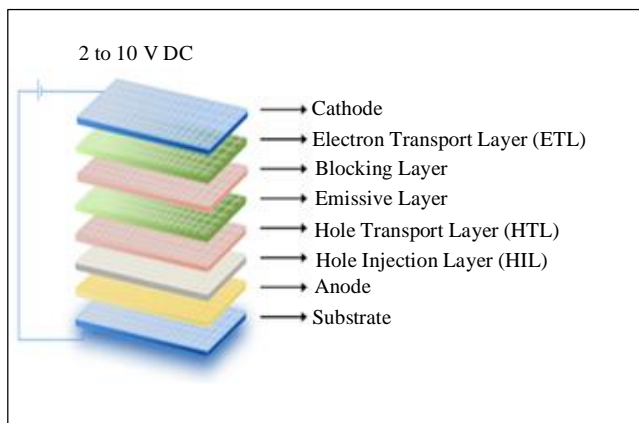 2 to 10 V DC
Cathode
Electron Transport Layer (ETL)
Blocking Layer
Emissive Layer
Hole Transport Layer (HTL)
Hole Injection Layer (HIL)
Anode
Substrate